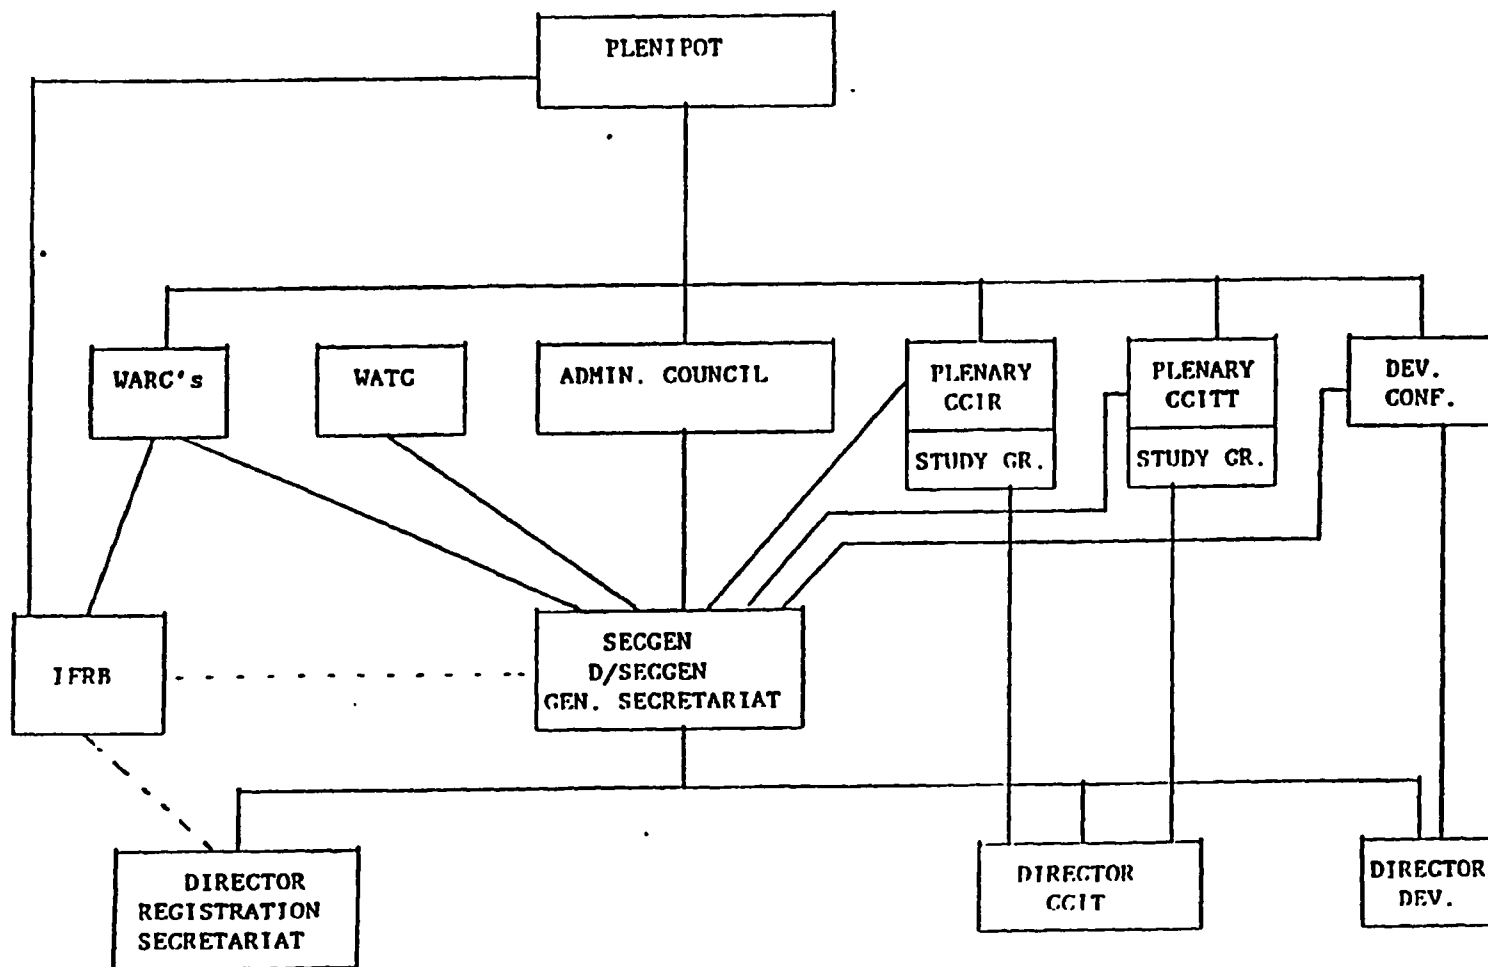 PLENIPOT
WARC's
WATC
ADMIN. COUNCIL
PLENARY
CCIR
STUDY GR.
PLENARY
CCITT
STUDY GR.
DEV.
CONF.
IFRB
SECGEN
D/SECGEN
GEN. SECRETARIAT
DIRECTOR
REGISTRATION
SECRETARIAT
DIRECTOR
CCIT
DIRECTOR
DEV.